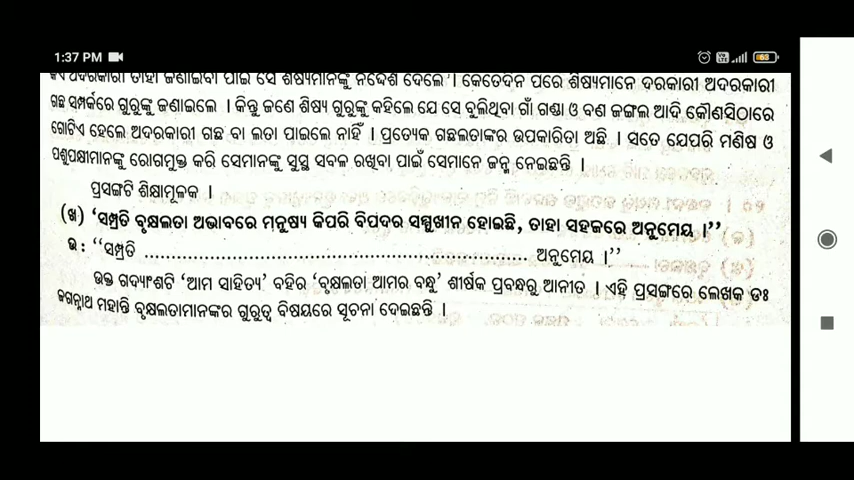 1:37 PM
63
କିଏ ଅଦରକାରୀ ତାହା ଜଣାଇବା ପାଇଁ ସେ ଶିଷ୍ୟମାନଙ୍କୁ ନିର୍ଦ୍ଦେଶ ଦେଲେ । କେତେଦିନ ପରେ ଶିଷ୍ୟମାନେ ଦରକାରୀ ଅଦରକାରୀ
ଗଛ ସମ୍ପର୍କରେ ଗୁରୁଙ୍କୁ ଜଣାଇଲେ । କିନ୍ତୁ ଜଣେ ଶିଷ୍ୟ ଗୁରୁଙ୍କୁ କହିଲେ ଯେ ସେ ବୁଲିଥିବା ଗାଁ ଗଣ୍ଡା ଓ ବଣ ଜଙ୍ଗଲ ଆଦି କୌଣସିଠାରେ
ଗୋଟିଏ ହେଲେ ଅଦରକାରୀ ଗଛ ବା ଲତା ପାଇଲେ ନାହିଁ । ପ୍ରତ୍ୟେକ ଗଛଲତାଙ୍କର ଉପକାରିତା ଅଛି । ସତେ ଯେପରି ମଣିଷ ଓ
ପଶୁପକ୍ଷୀମାନଙ୍କୁ ରୋଗମୁକ୍ତ କରି ସେମାନଙ୍କୁ ସୁସ୍ଥ ସବଳ ରଖିବା ପାଇଁ ସେମାନେ ଜନ୍ମ ନେଇଛନ୍ତି ।
ପ୍ରସଙ୍ଗଟି ଶିକ୍ଷାମୂଳକ ।
(ଖ) ‘ସମ୍ପ୍ରତି ବୃକ୍ଷଲତା ଅଭାବରେ ମନୁଷ୍ୟ କିପରି ବିପଦର ସମ୍ମୁଖୀନ ହୋଇଛି, ତାହା ସହଜରେ ଅନୁମେୟ ।’’
ଉ: ‘‘ସମ୍ପ୍ରତି ........................................................................ ଅନୁମେୟ ।’’
ଉକ୍ତ ଗଦ୍ୟାଂଶଟି ‘ଆମ ସାହିତ୍ୟ’ ବହିର ‘ବୃକ୍ଷଲତା ଆମର ବନ୍ଧୁ’ ଶୀର୍ଷକ ପ୍ରବନ୍ଧରୁ ଆନୀତ । ଏହି ପ୍ରସଙ୍ଗରେ ଲେଖକ ଡଃ
ଜଗନ୍ନାଥ ମହାନ୍ତି ବୃକ୍ଷଲତାମାନଙ୍କର ଗୁରୁତ୍ୱ ବିଷୟରେ ସୂଚନା ଦେଇଛନ୍ତି ।